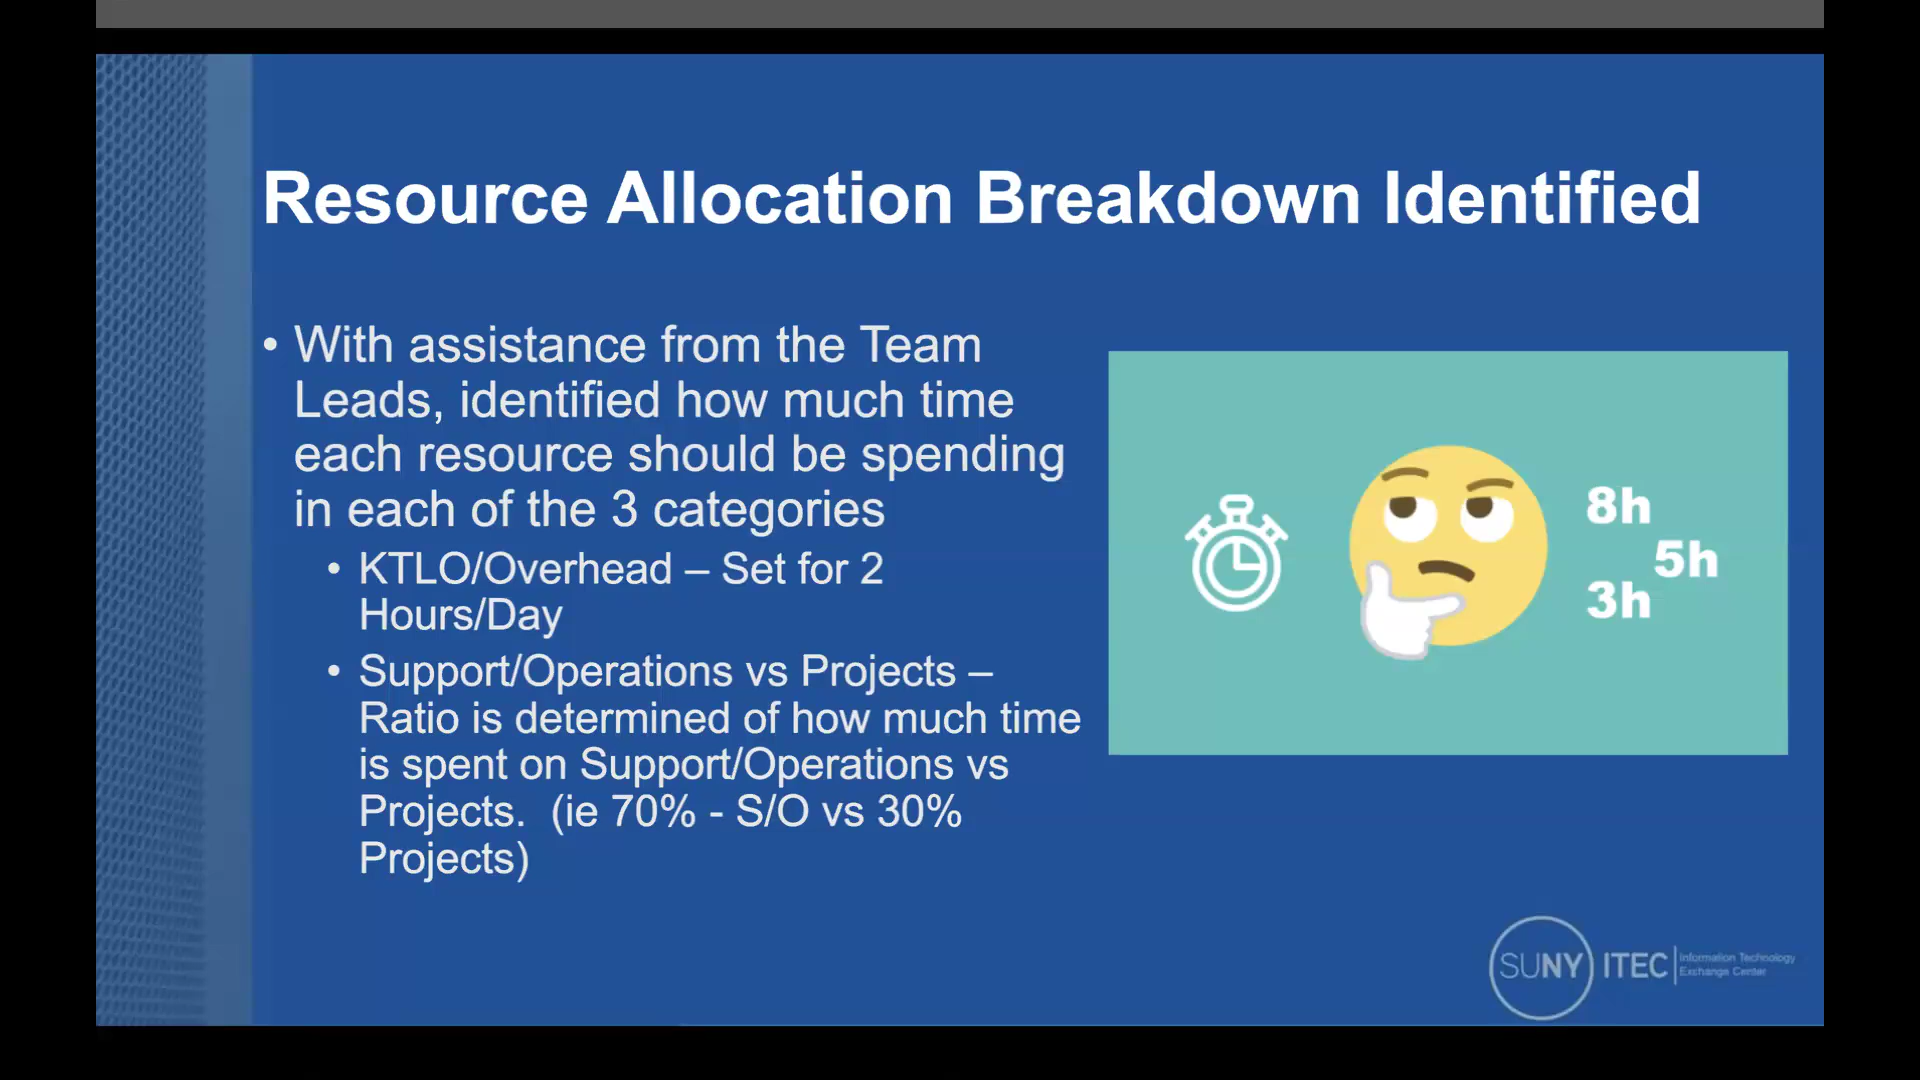 Resource Allocation Breakdown Identified
• With assistance from the Team
Leads, identified how much time
each resource should be spending
in each of the 3 categories
• KTLO/Overhead – Set for 2
Hours/Day
• Support/Operations vs Projects –
Ratio is determined of how much time
is spent on Support/Operations vs
Projects.  (ie 70% - S/O vs 30%
Projects)
8h
5h
3h
SUNY ITEC
Information Technology
Exchange Center